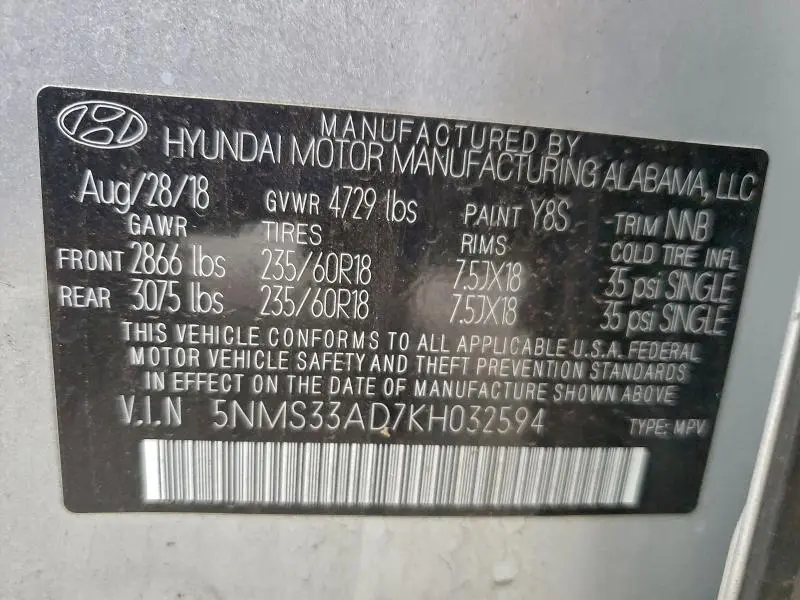 MANUFACTURED BY
HYUNDAI MOTOR MANUFACTURING ALABAMA, LLC
Aug/28/18 GVWR 4729 lbs PAINT Y8S TRIM NNB
GAWR TIRES RIMS COLD TIRE INFL
FRONT 2866 lbs 235/60R18 7.5JX18 35 psi SINGLE
REAR 3075 lbs 235/60R18 7.5JX18 35 psi SINGLE
THIS VEHICLE CONFORMS TO ALL APPLICABLE U.S.A. FEDERAL
MOTOR VEHICLE SAFETY AND THEFT PREVENTION STANDARDS
IN EFFECT ON THE DATE OF MANUFACTURE SHOWN ABOVE
V.I.N 5NMS33AD7KH032594 TYPE: MPV